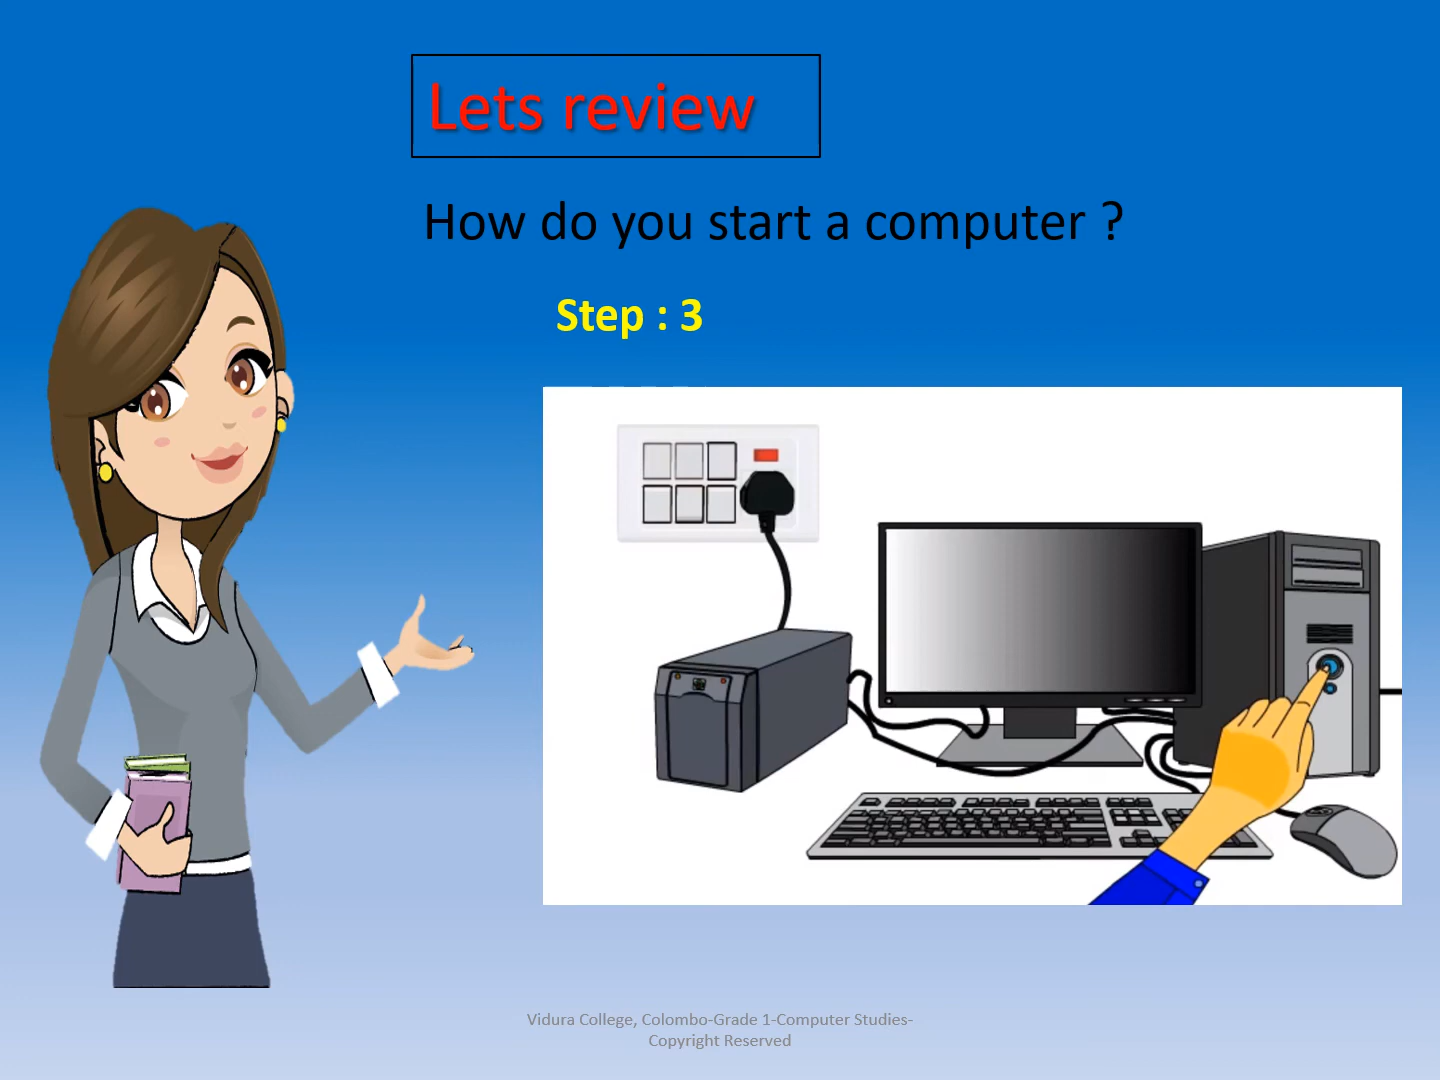 Lets review
How do you start a computer ?
Step : 3
Vidura College, Colombo-Grade 1-Computer Studies-
Copyright Reserved